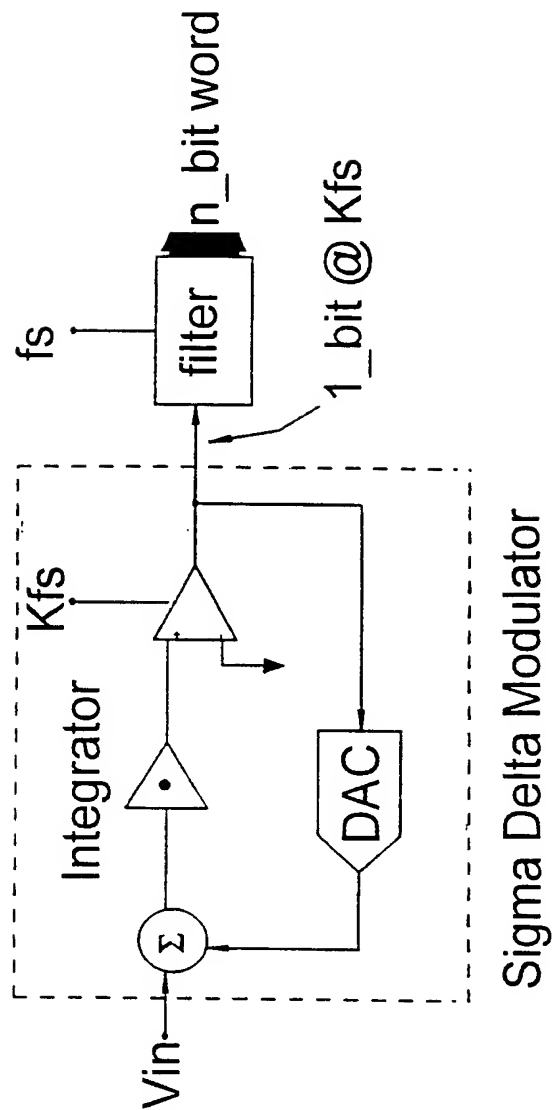 Vin
Σ
Integrator
Kfs
DAC
fs
filter
n_bit word
1_bit @ Kfs
Sigma Delta Modulator